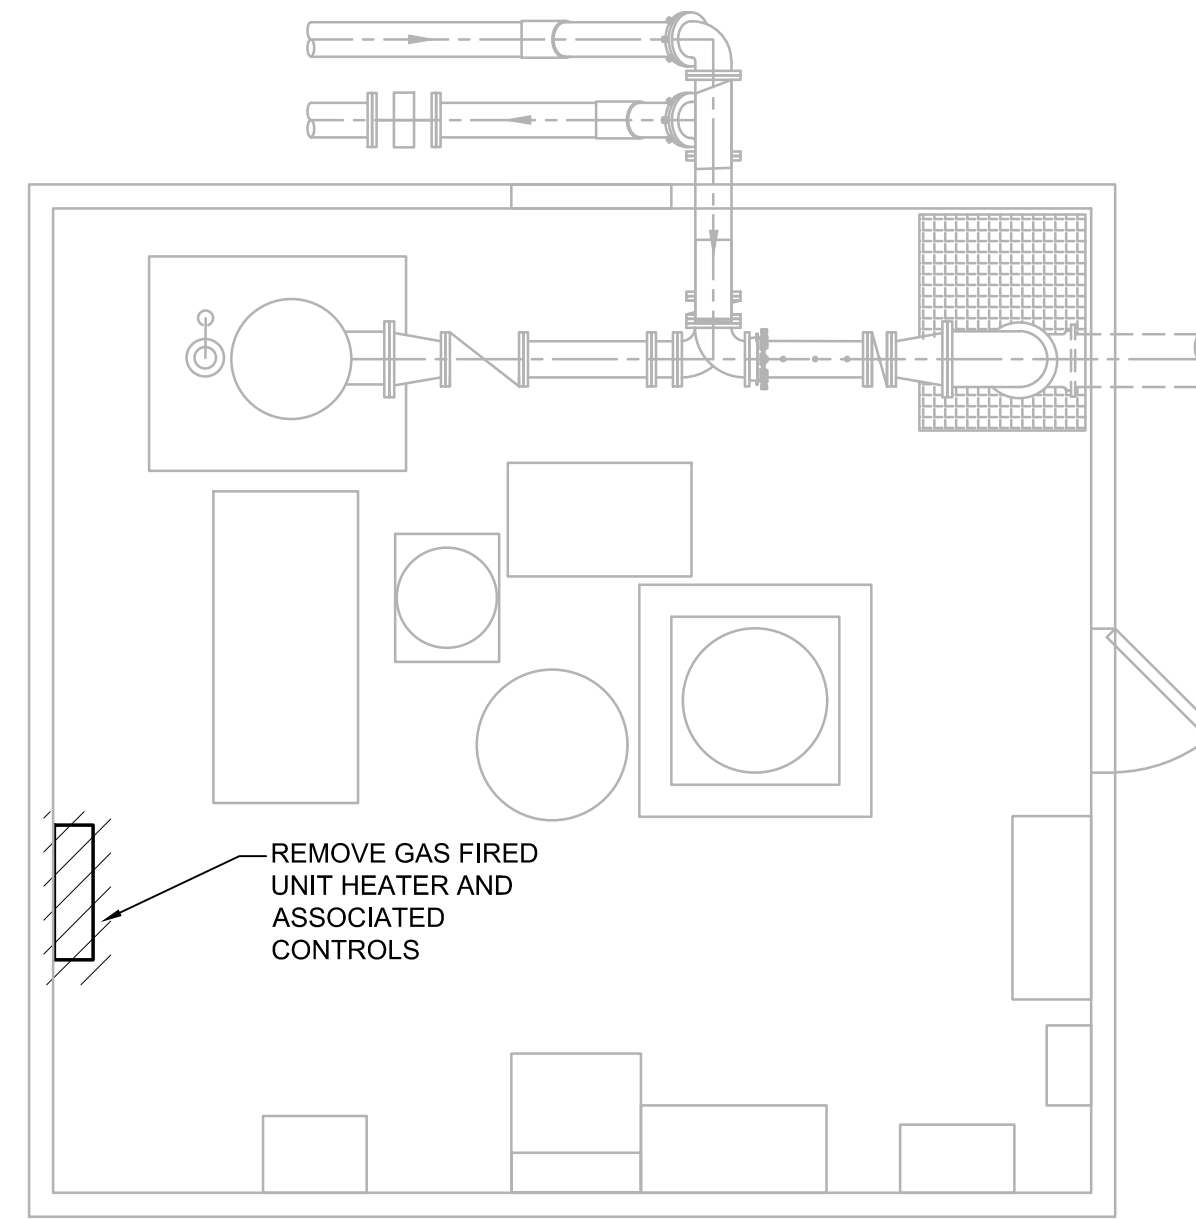 REMOVE GAS FIRED
UNIT HEATER AND
ASSOCIATED
CONTROLS